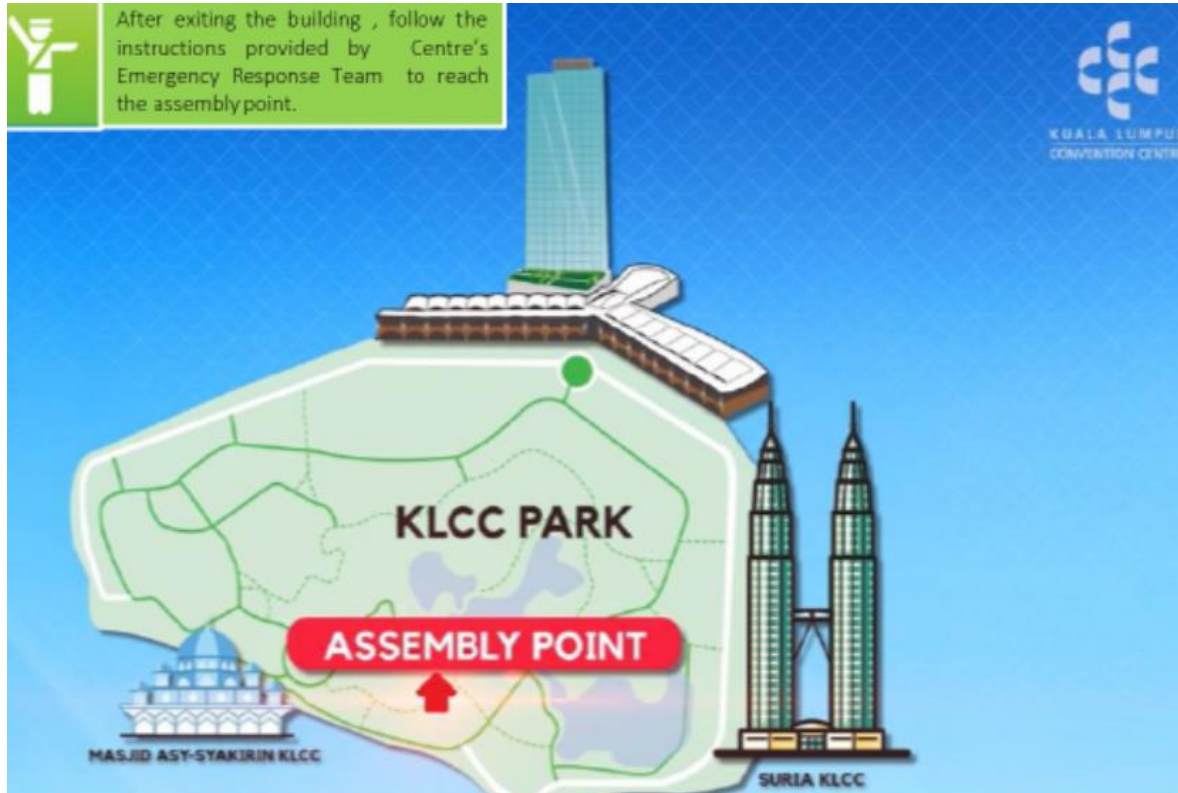 After exiting the building , follow the
instructions provided by Centre's
Emergency Response Team to reach
the assembly point.
KUALA LUMPUR
CONVENTION CENTRE
KLCC PARK
ASSEMBLY POINT
MASJID ASY-SYAKIRIN KLCC
SURIA KLCC